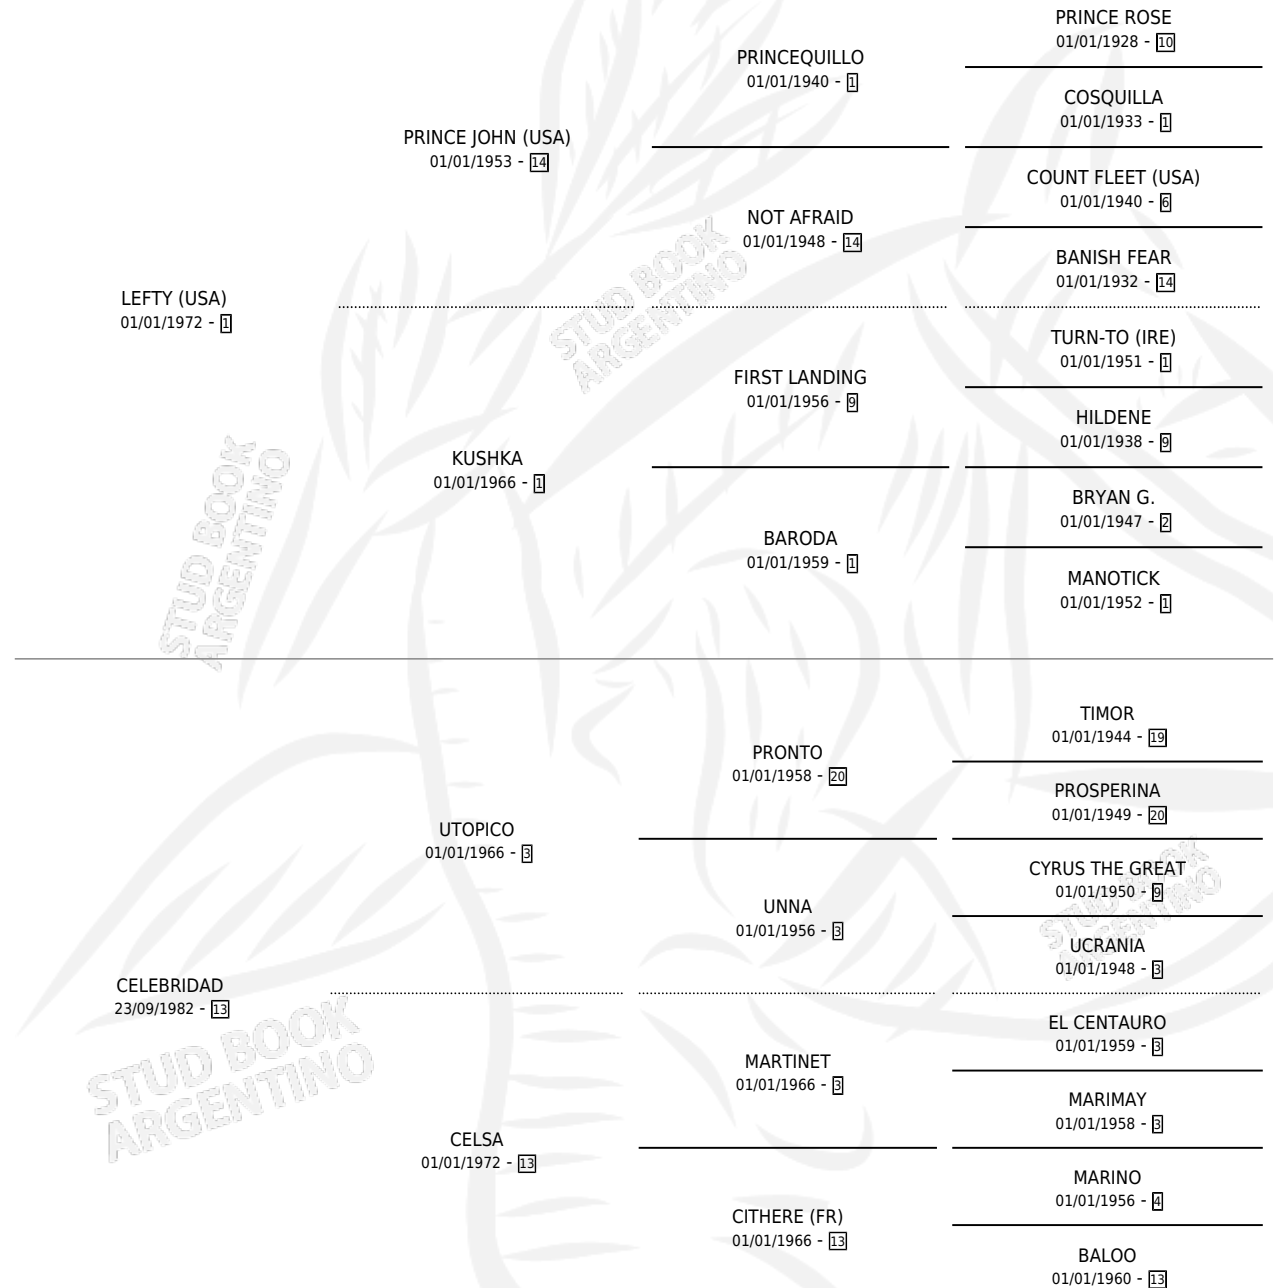 PRINCE ROSE
01/01/1928 - 10
PRINCEQUILLO
01/01/1940 - 1
COSQUILLA
01/01/1933 - 1
PRINCE JOHN (USA)
01/01/1953 - 14
COUNT FLEET (USA)
01/01/1940 - 6
NOT AFRAID
01/01/1948 - 14
BANISH FEAR
01/01/1932 - 14
LEFTY (USA)
01/01/1972 - 1
STUD BOOK
ARGENTINO
TURN-TO (IRE)
01/01/1951 - 1
FIRST LANDING
01/01/1956 - 9
HILDENE
01/01/1938 - 9
KUSHKA
01/01/1966 - 1
BRYAN G.
01/01/1947 - 2
BARODA
01/01/1959 - 1
MANOTICK
01/01/1952 - 1
STUD BOOK
ARGENTINO
TIMOR
01/01/1944 - 19
PRONTO
01/01/1958 - 20
PROSPERINA
01/01/1949 - 20
UTOPICO
01/01/1966 - 3
CYRUS THE GREAT
01/01/1950 - 9
UNNA
01/01/1956 - 3
STUD BOOK
ARGENTINO
UCRANIA
01/01/1948 - 3
CELEBRIDAD
23/09/1982 - 13
EL CENTAURO
01/01/1959 - 3
MARTINET
01/01/1966 - 3
STUD BOOK
ARGENTINO
MARIMAY
01/01/1958 - 3
CELSA
01/01/1972 - 13
MARINO
01/01/1956 - 4
CITHERE (FR)
01/01/1966 - 13
BALOO
01/01/1960 - 13